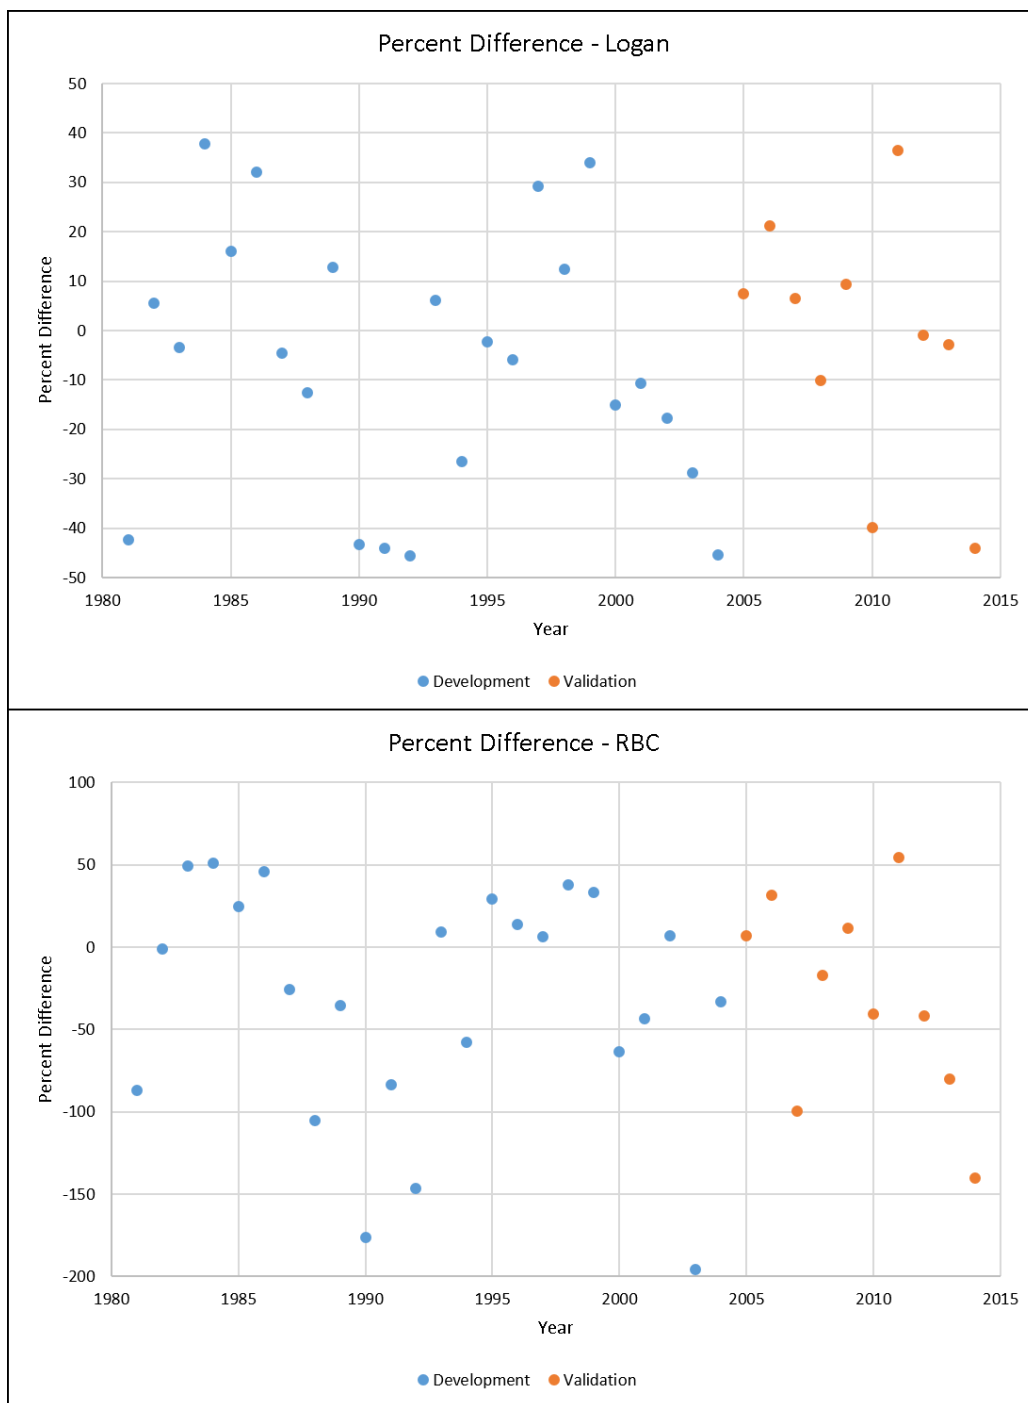 Percent Difference - Logan
50
40
30
20
10
0
-10
-20
-30
-40
-50
Percent Difference
1980 1985 1990 1995 2000 2005 2010 2015
Year
Development Validation
Percent Difference - RBC
100
50
0
-50
-100
-150
-200
Percent Difference
1980 1985 1990 1995 2000 2005 2010 2015
Year
Development Validation